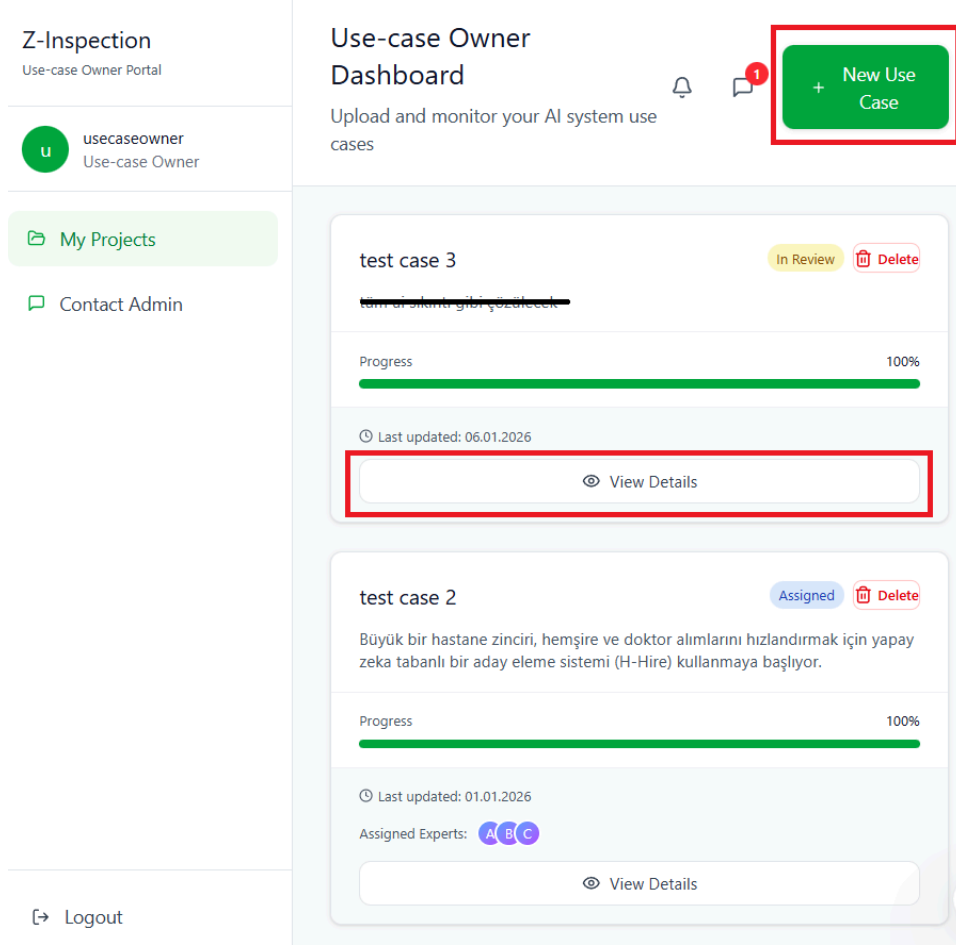 Z-Inspection
Use-case Owner Portal
u
usecaseowner
Use-case Owner
My Projects
Contact Admin
Logout
Use-case Owner
Dashboard
Upload and monitor your AI system use
cases
1
+ New Use
Case
test case 3
In Review
Delete
Progress
100%
Last updated: 06.01.2026
View Details
test case 2
Assigned
Delete
Büyük bir hastane zinciri, hemşire ve doktor alımlarını hızlandırmak için yapay
zeka tabanlı bir aday eleme sistemi (H-Hire) kullanmaya başlıyor.
Progress
100%
Last updated: 01.01.2026
Assigned Experts: A B C
View Details